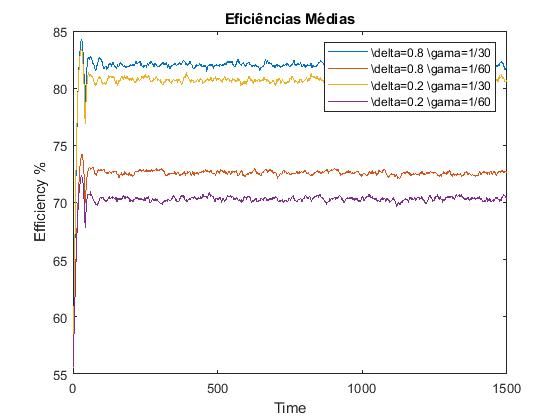 Eficiências Médias
85
80
75
70
65
60
55
Efficiency %
\delta=0.8 \gama=1/30
\delta=0.8 \gama=1/60
\delta=0.2 \gama=1/30
\delta=0.2 \gama=1/60
0
500
1000
1500
Time